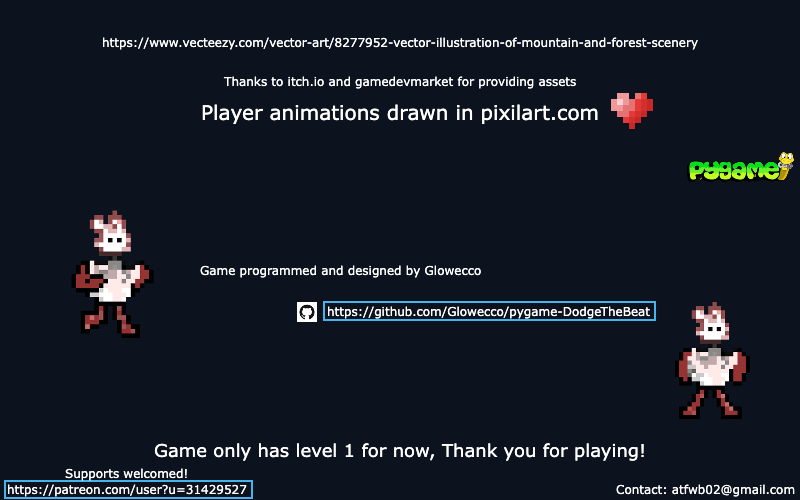 https://www.vecteezy.com/vector-art/8277952-vector-illustration-of-mountain-and-forest-scenery
Thanks to itch.io and gamedevmarket for providing assets
Player animations drawn in pixilart.com
pygame
Game programmed and designed by Glowecco
https://github.com/Glowecco/pygame-DodgeTheBeat
Game only has level 1 for now, Thank you for playing!
Supports welcomed!
https://patreon.com/user?u=31429527
Contact: atfwb02@gmail.com